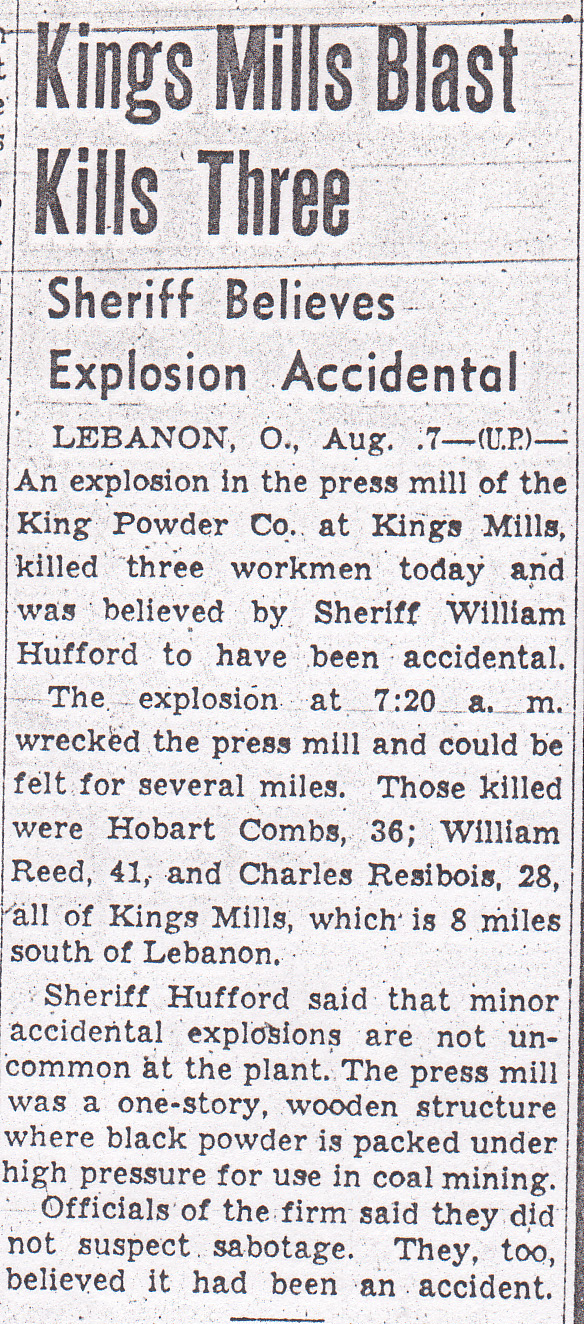 Kings Mills Blast
Kills Three
Sheriff Believes
Explosion Accidental
LEBANON, O., Aug. 7—(U.P.)—
An explosion in the press mill of the
King Powder Co. at Kings Mills,
killed three workmen today and
was believed by Sheriff William
Hufford to have been accidental.
The explosion at 7:20 a. m.
wrecked the press mill and could be
felt for several miles. Those killed
were Hobart Combs, 36; William
Reed, 41, and Charles Resibois, 28,
all of Kings Mills, which is 8 miles
south of Lebanon.
Sheriff Hufford said that minor
accidental explosions are not un-
common at the plant. The press mill
was a one-story, wooden structure
where black powder is packed under
high pressure for use in coal mining.
Officials of the firm said they did
not suspect sabotage. They, too,
believed it had been an accident.